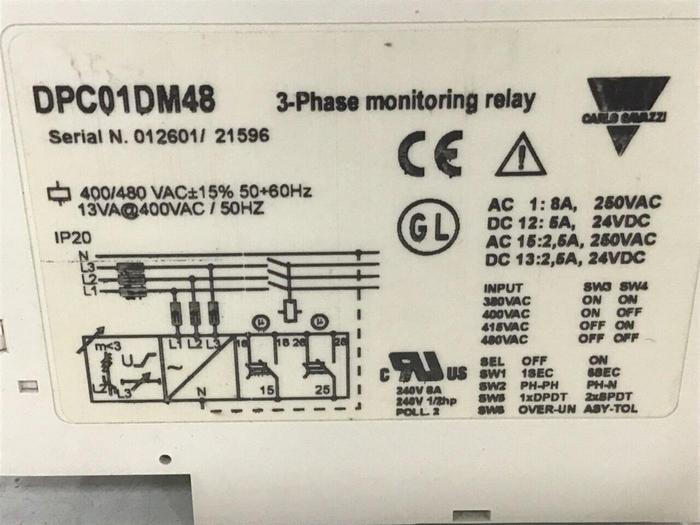 DPC01DM48 3-Phase monitoring relay
CARLO GAVAZZI
Serial N. 012601/ 21596
CE
400/480 VAC±15% 50+60Hz
13VA@400VAC / 50HZ
GL
AC 1: 8A, 250VAC
DC 12: 5A, 24VDC
AC 15:2,5A, 250VAC
DC 13:2,5A, 24VDC
IP20
N
L3
L2
L1
INPUT SW3 SW4
380VAC ON ON
400VAC ON OFF
415VAC OFF ON
480VAC OFF OFF
m<3
U
L2
L3
~
L1 L2 L3
N
16 18 26 28
15 25
C US
240V 8A
240V 1/2hp
POLL. 2
SEL OFF ON
SW1 1SEC 6SEC
SW2 PH-PH PH-N
SW5 1xDPDT 2xSPDT
SW6 OVER-UN ASY-TOL